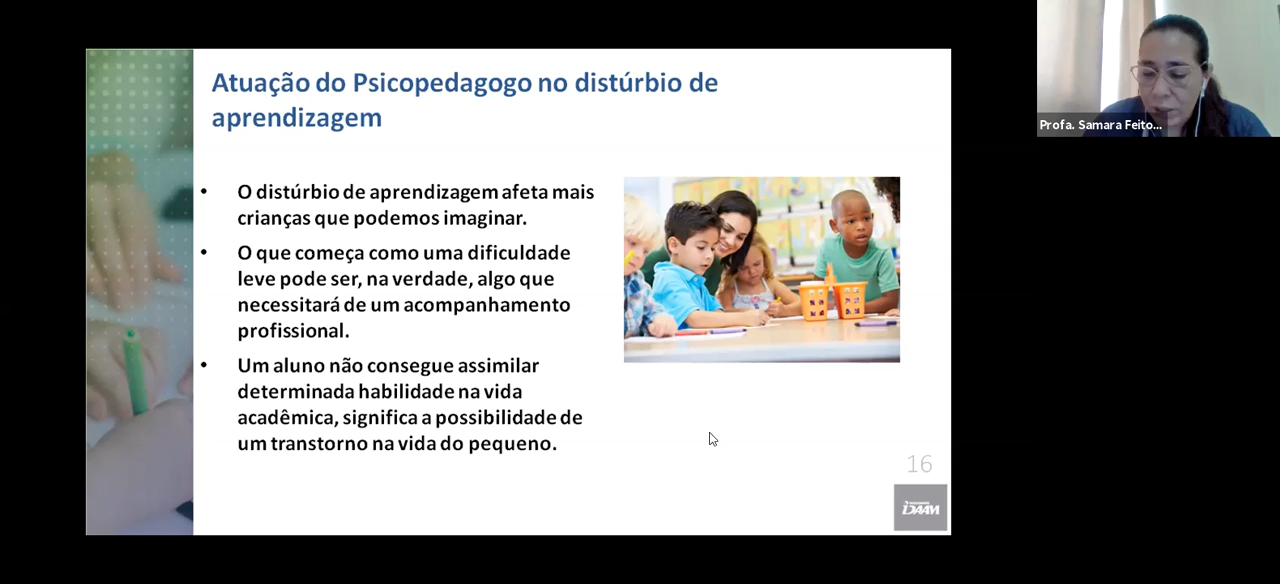 Atuação do Psicopedagogo no distúrbio de
aprendizagem
• O distúrbio de aprendizagem afeta mais
crianças que podemos imaginar.
• O que começa como uma dificuldade
leve pode ser, na verdade, algo que
necessitará de um acompanhamento
profissional.
• Um aluno não consegue assimilar
determinada habilidade na vida
acadêmica, significa a possibilidade de
um transtorno na vida do pequeno.
16
IDAAM
Profa. Samara Feito...